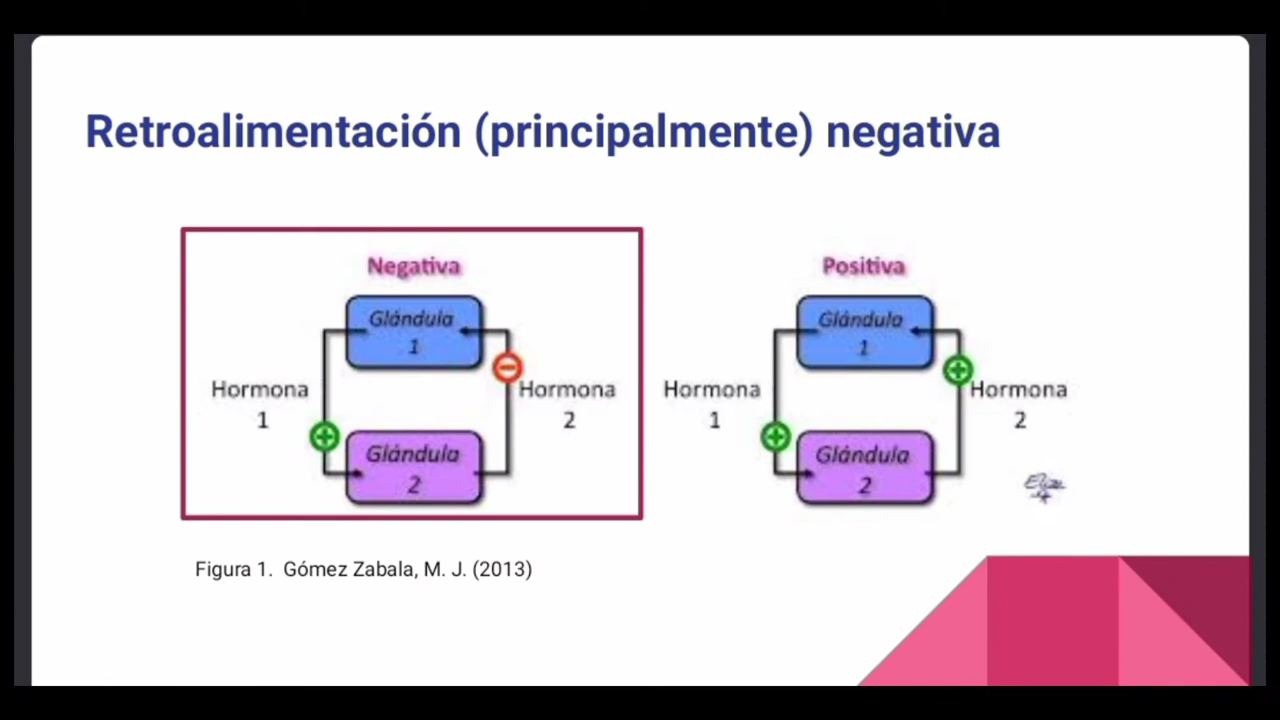 Retroalimentación (principalmente) negativa
Negativa
Glándula
1
Hormona
1
Hormona
2
Glándula
2
Positiva
Glándula
1
Hormona
1
Hormona
2
Glándula
2
Figura 1. Gómez Zabala, M. J. (2013)